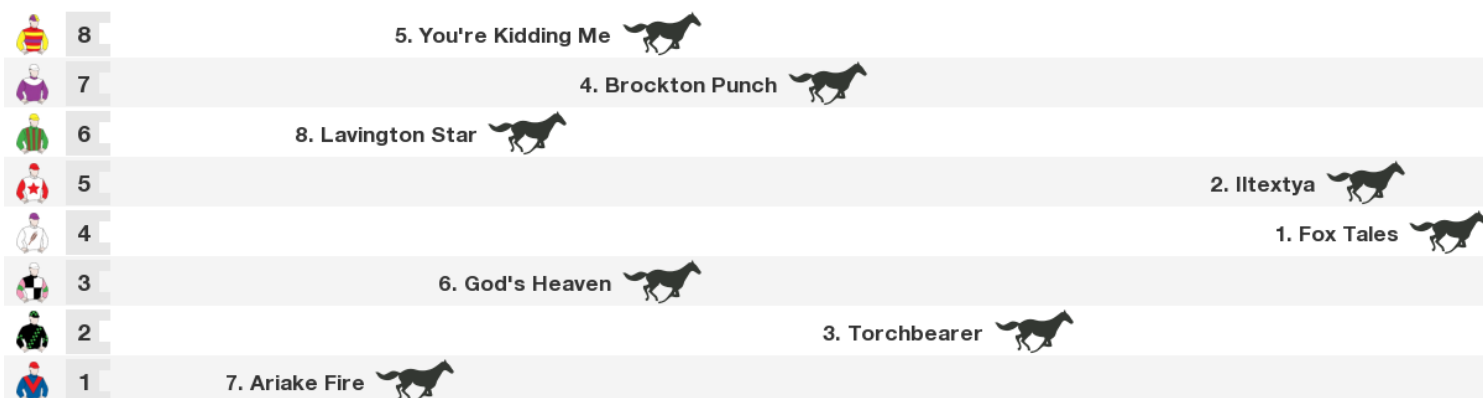 8 5. You're Kidding Me
7 4. Brockton Punch
6 8. Lavington Star
5 2. Iltextya
4 1. Fox Tales
3 6. God's Heaven
2 3. Torchbearer
1 7. Ariake Fire